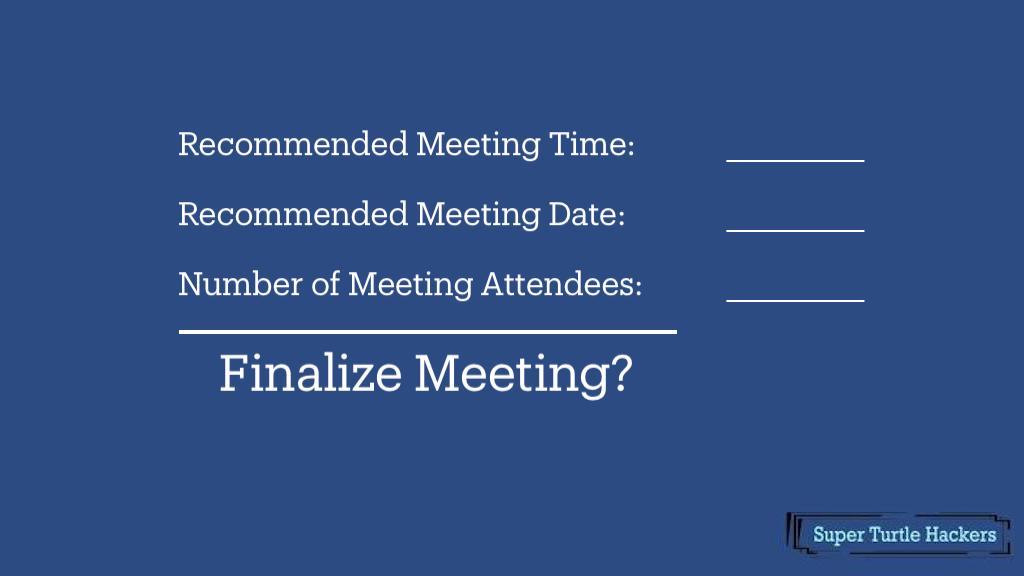 Recommended Meeting Time:
Recommended Meeting Date:
Number of Meeting Attendees:
Finalize Meeting?
Super Turtle Hackers